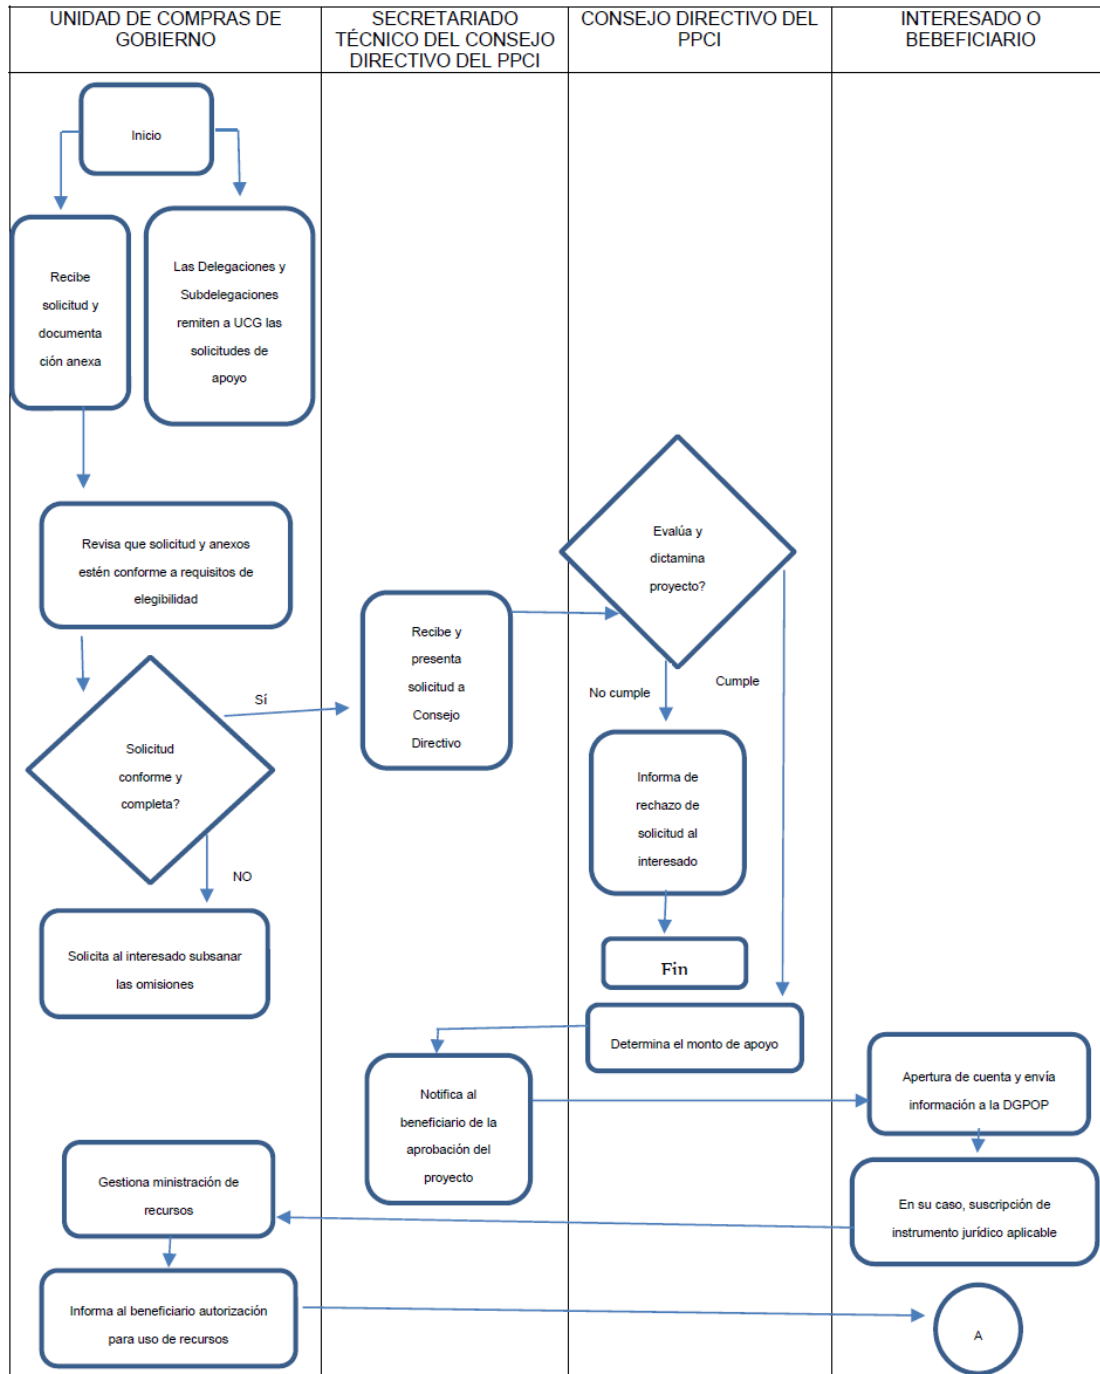 UNIDAD DE COMPRAS DE
GOBIERNO
SECRETARIADO
TÉCNICO DEL CONSEJO
DIRECTIVO DEL PPCI
CONSEJO DIRECTIVO DEL
PPCI
INTERESADO O
BEBEFICIARIO
Inicio
Recibe
solicitud y
documenta
ción anexa
Las Delegaciones y
Subdelegaciones
remiten a UCG las
solicitudes de
apoyo
Revisa que solicitud y anexos
estén conforme a requisitos de
elegibilidad
Solicitud
conforme y
completa?
Sí
NO
Solicita al interesado subsanar
las omisiones
Recibe y
presenta
solicitud a
Consejo
Directivo
Evalúa y
dictamina
proyecto?
No cumple
Cumple
Informa de
rechazo de
solicitud al
interesado
Fin
Determina el monto de apoyo
Notifica al
beneficiario de la
aprobación del
proyecto
Apertura de cuenta y envía
información a la DGPOP
En su caso, suscripción de
instrumento jurídico aplicable
Gestiona ministración de
recursos
Informa al beneficiario autorización
para uso de recursos
A